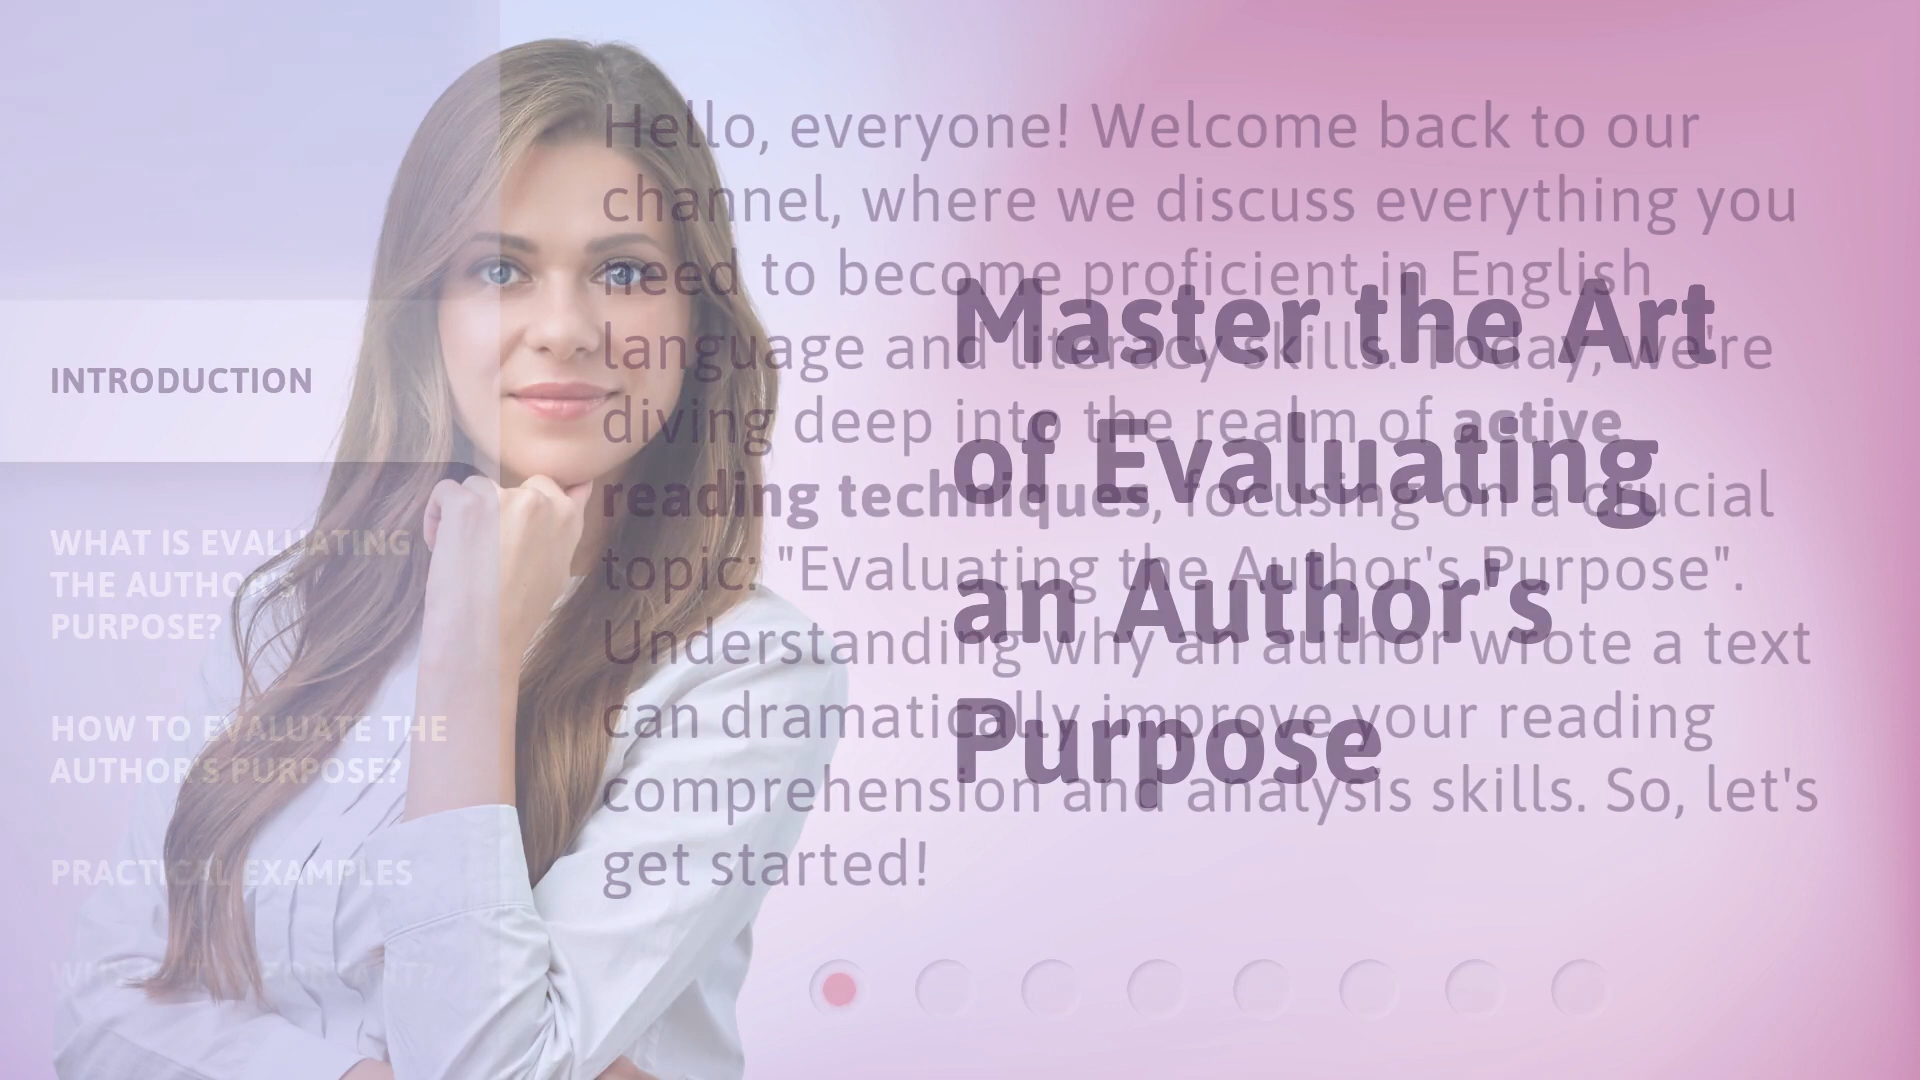 INTRODUCTION
WHAT IS EVALUATING
THE AUTHOR'S
PURPOSE?
HOW TO EVALUATE THE
AUTHOR'S PURPOSE?
PRACTICAL EXAMPLES
Hello, everyone! Welcome back to our
channel, where we discuss everything you
need to become proficient in English
language and literacy skills. Today, we're
diving deep into the realm of active
reading techniques, focusing on a crucial
topic: "Evaluating the Author's Purpose".
Understanding why an author wrote a text
can dramatically improve your reading
comprehension and analysis skills. So, let's
get started!
Master the Art
of Evaluating
an Author's
Purpose